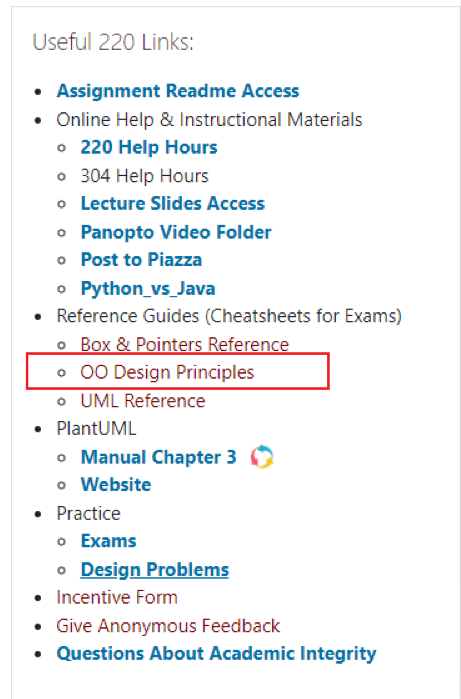 Useful 220 Links:
Assignment Readme Access
Online Help & Instructional Materials
220 Help Hours
304 Help Hours
Lecture Slides Access
Panopto Video Folder
Post to Piazza
Python_vs_Java
Reference Guides (Cheatsheets for Exams)
Box & Pointers Reference
OO Design Principles
UML Reference
PlantUML
Manual Chapter 3
Website
Practice
Exams
Design Problems
Incentive Form
Give Anonymous Feedback
Questions About Academic Integrity